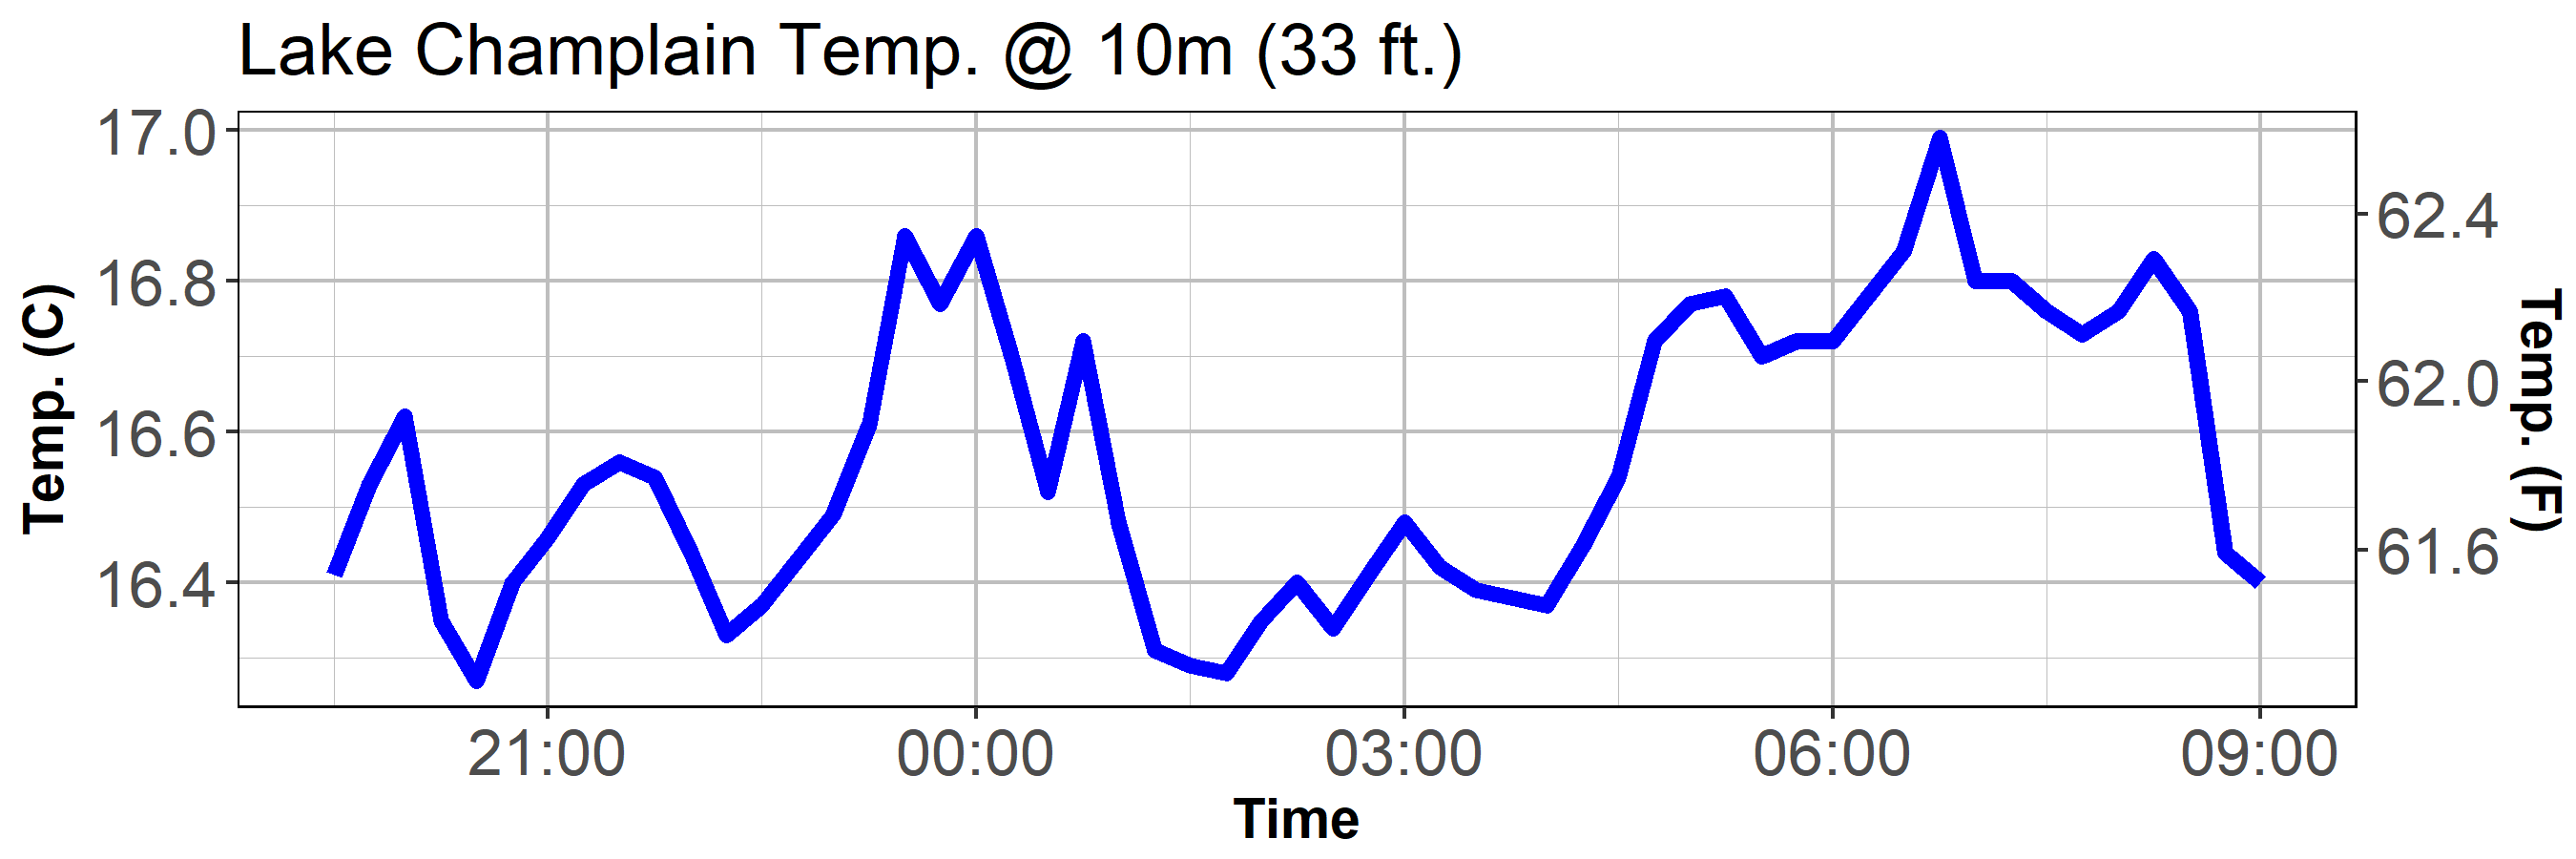 Lake Champlain Temp. @ 10m (33 ft.)
17.0
16.8
16.6
16.4
Temp. (C)
62.4
62.0
61.6
Temp. (F)
21:00 00:00 03:00 06:00 09:00
Time